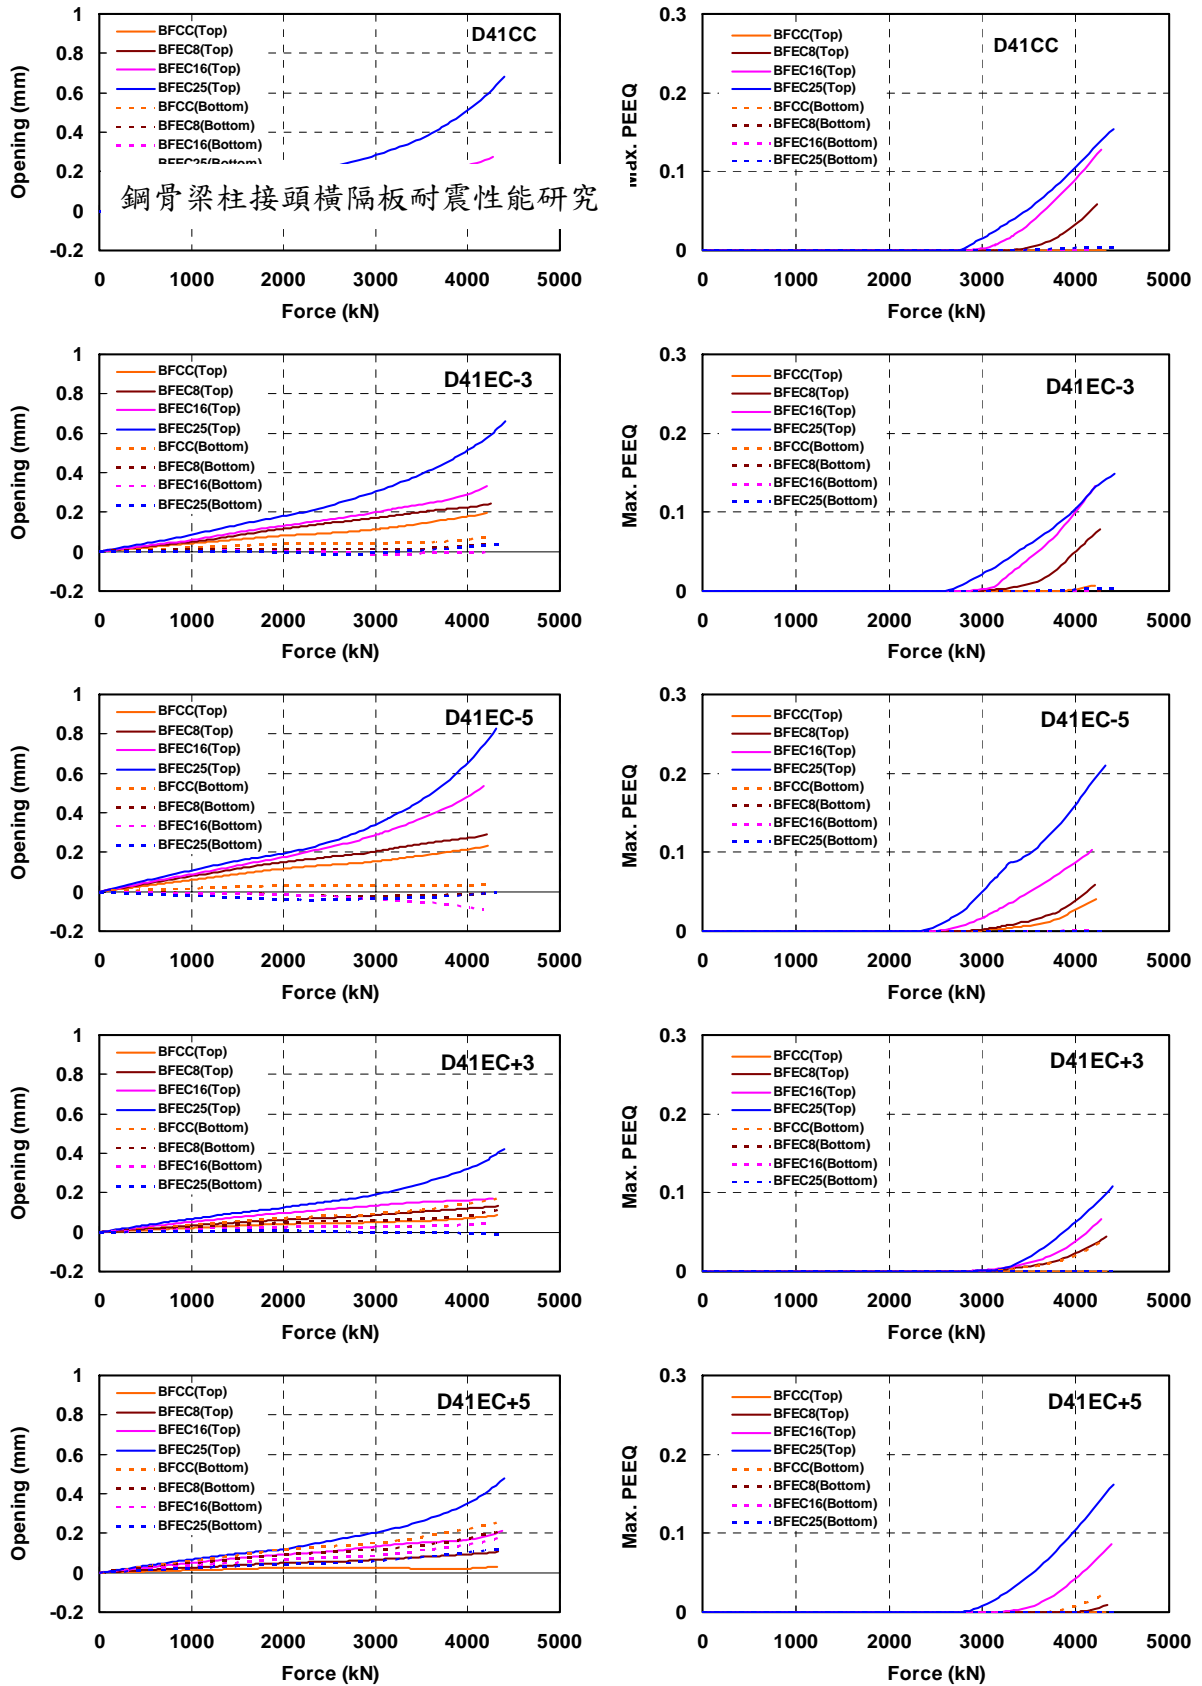 1
0.8
0.6
0.4
0.2
0
-0.2
Opening (mm)
BFCC(Top)
BFEC8(Top)
BFEC16(Top)
BFEC25(Top)
BFCC(Bottom)
BFEC8(Bottom)
BFEC16(Bottom)
BFEC25(Bottom)
D41CC
鋼骨梁柱接頭橫隔板耐震性能研究
0 1000 2000 3000 4000 5000
Force (kN)
0.3
0.2
0.1
0
Max. PEEQ
BFCC(Top)
BFEC8(Top)
BFEC16(Top)
BFEC25(Top)
BFCC(Bottom)
BFEC8(Bottom)
BFEC16(Bottom)
BFEC25(Bottom)
D41CC
0 1000 2000 3000 4000 5000
Force (kN)
1
0.8
0.6
0.4
0.2
0
-0.2
Opening (mm)
BFCC(Top)
BFEC8(Top)
BFEC16(Top)
BFEC25(Top)
BFCC(Bottom)
BFEC8(Bottom)
BFEC16(Bottom)
BFEC25(Bottom)
D41EC-3
0 1000 2000 3000 4000 5000
Force (kN)
0.3
0.2
0.1
0
Max. PEEQ
BFCC(Top)
BFEC8(Top)
BFEC16(Top)
BFEC25(Top)
BFCC(Bottom)
BFEC8(Bottom)
BFEC16(Bottom)
BFEC25(Bottom)
D41EC-3
0 1000 2000 3000 4000 5000
Force (kN)
1
0.8
0.6
0.4
0.2
0
-0.2
Opening (mm)
BFCC(Top)
BFEC8(Top)
BFEC16(Top)
BFEC25(Top)
BFCC(Bottom)
BFEC8(Bottom)
BFEC16(Bottom)
BFEC25(Bottom)
D41EC-5
0 1000 2000 3000 4000 5000
Force (kN)
0.3
0.2
0.1
0
Max. PEEQ
BFCC(Top)
BFEC8(Top)
BFEC16(Top)
BFEC25(Top)
BFCC(Bottom)
BFEC8(Bottom)
BFEC16(Bottom)
BFEC25(Bottom)
D41EC-5
0 1000 2000 3000 4000 5000
Force (kN)
1
0.8
0.6
0.4
0.2
0
-0.2
Opening (mm)
BFCC(Top)
BFEC8(Top)
BFEC16(Top)
BFEC25(Top)
BFCC(Bottom)
BFEC8(Bottom)
BFEC16(Bottom)
BFEC25(Bottom)
D41EC+3
0 1000 2000 3000 4000 5000
Force (kN)
0.3
0.2
0.1
0
Max. PEEQ
BFCC(Top)
BFEC8(Top)
BFEC16(Top)
BFEC25(Top)
BFCC(Bottom)
BFEC8(Bottom)
BFEC16(Bottom)
BFEC25(Bottom)
D41EC+3
0 1000 2000 3000 4000 5000
Force (kN)
1
0.8
0.6
0.4
0.2
0
-0.2
Opening (mm)
BFCC(Top)
BFEC8(Top)
BFEC16(Top)
BFEC25(Top)
BFCC(Bottom)
BFEC8(Bottom)
BFEC16(Bottom)
BFEC25(Bottom)
D41EC+5
0 1000 2000 3000 4000 5000
Force (kN)
0.3
0.2
0.1
0
Max. PEEQ
BFCC(Top)
BFEC8(Top)
BFEC16(Top)
BFEC25(Top)
BFCC(Bottom)
BFEC8(Bottom)
BFEC16(Bottom)
BFEC25(Bottom)
D41EC+5
0 1000 2000 3000 4000 5000
Force (kN)